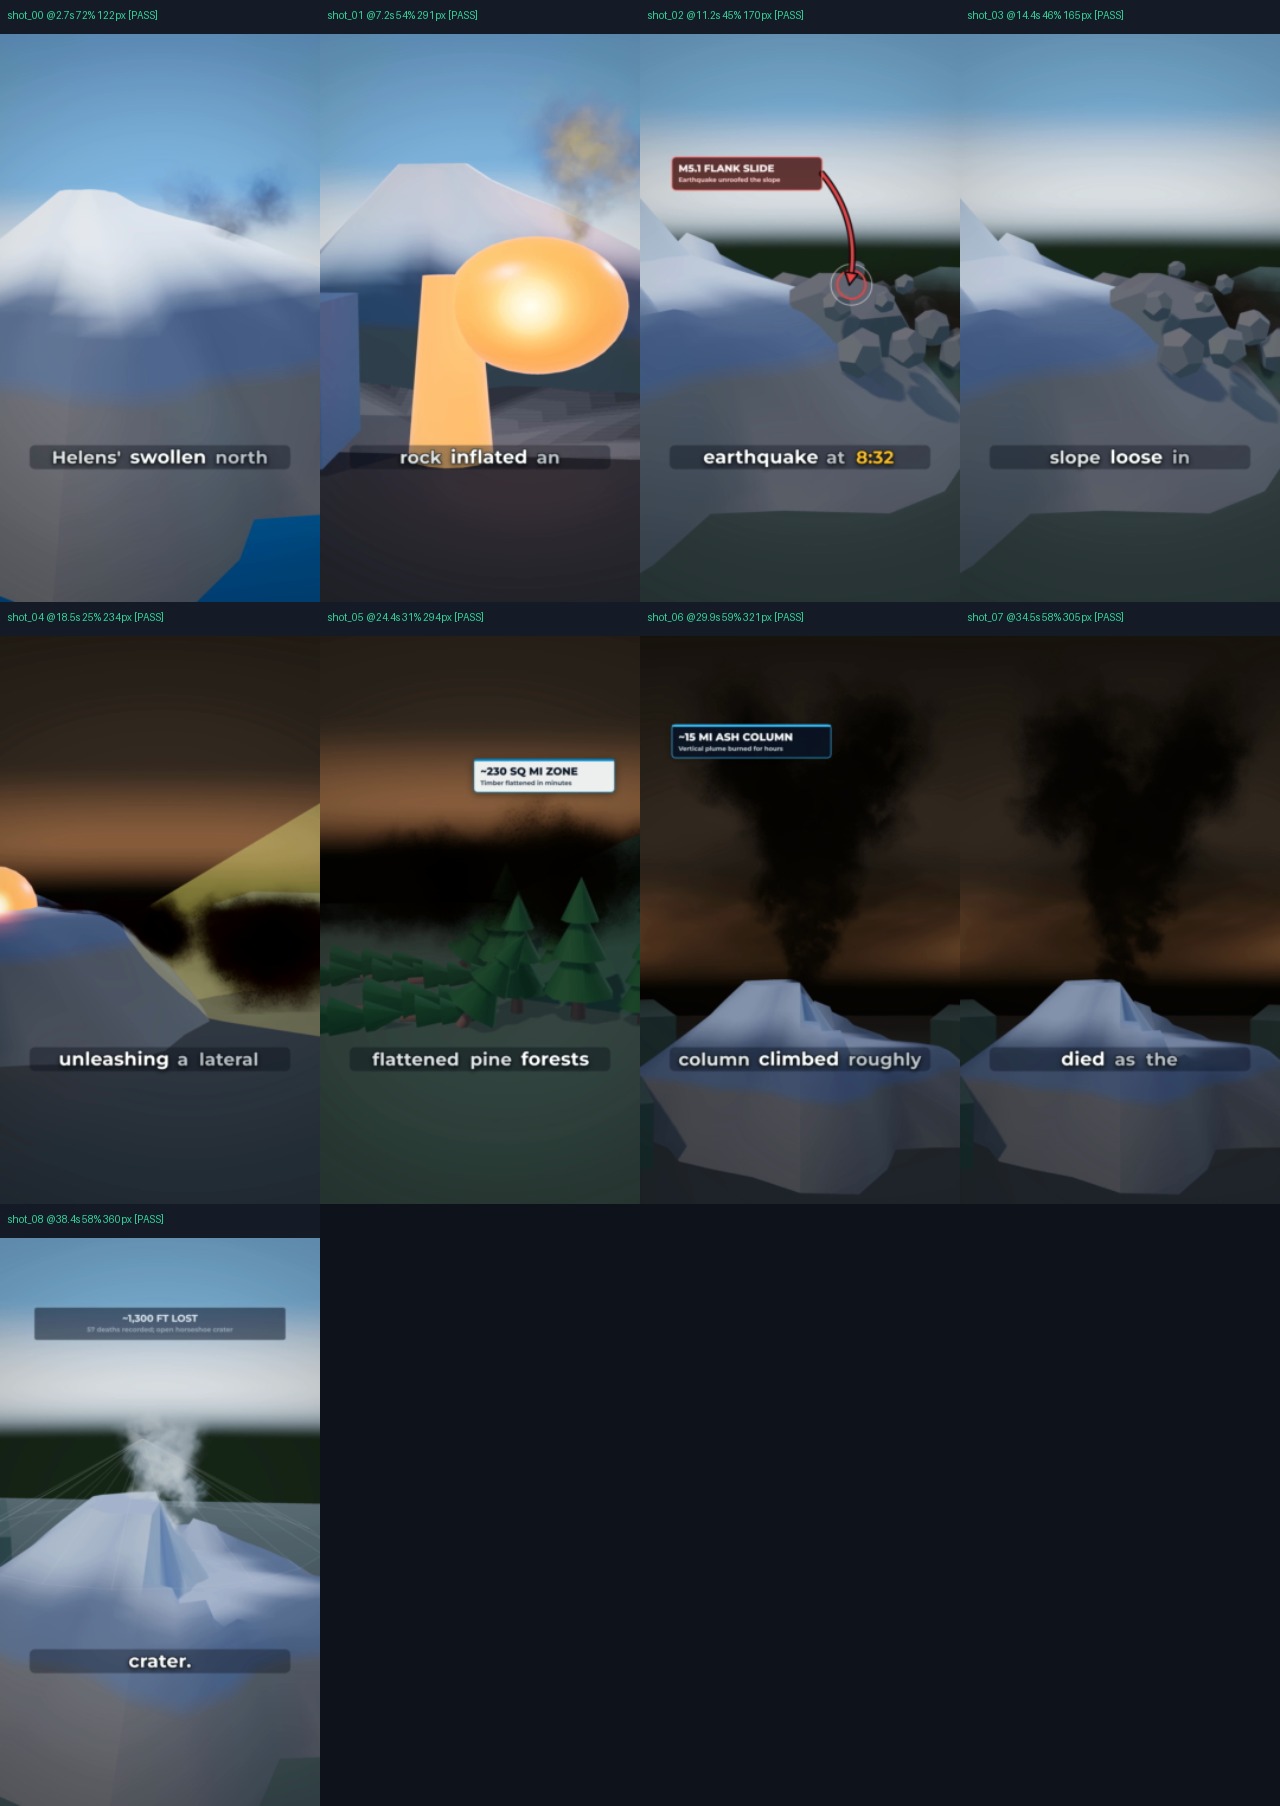 shot_00 @2.7s 72% 122px [PASS]
shot_01 @7.2s 54% 291px [PASS]
shot_02 @11.2s 45% 170px [PASS]
shot_03 @14.4s 46% 165px [PASS]
Helens' swollen north
rock inflated an
M5.1 FLANK SLIDE
Earthquake unroofed the slope
earthquake at 8:32
slope loose in
shot_04 @18.5s 25% 234px [PASS]
shot_05 @24.4s 31% 294px [PASS]
shot_06 @29.9s 59% 321px [PASS]
shot_07 @34.5s 58% 305px [PASS]
unleashing a lateral
~230 SQ MI ZONE
Timber flattened in minutes
flattened pine forests
~15 MI ASH COLUMN
Vertical plume burned for hours
column climbed roughly
died as the
shot_08 @38.4s 58% 360px [PASS]
~1,300 FT LOST
57 deaths recorded; open horseshoe crater
crater.